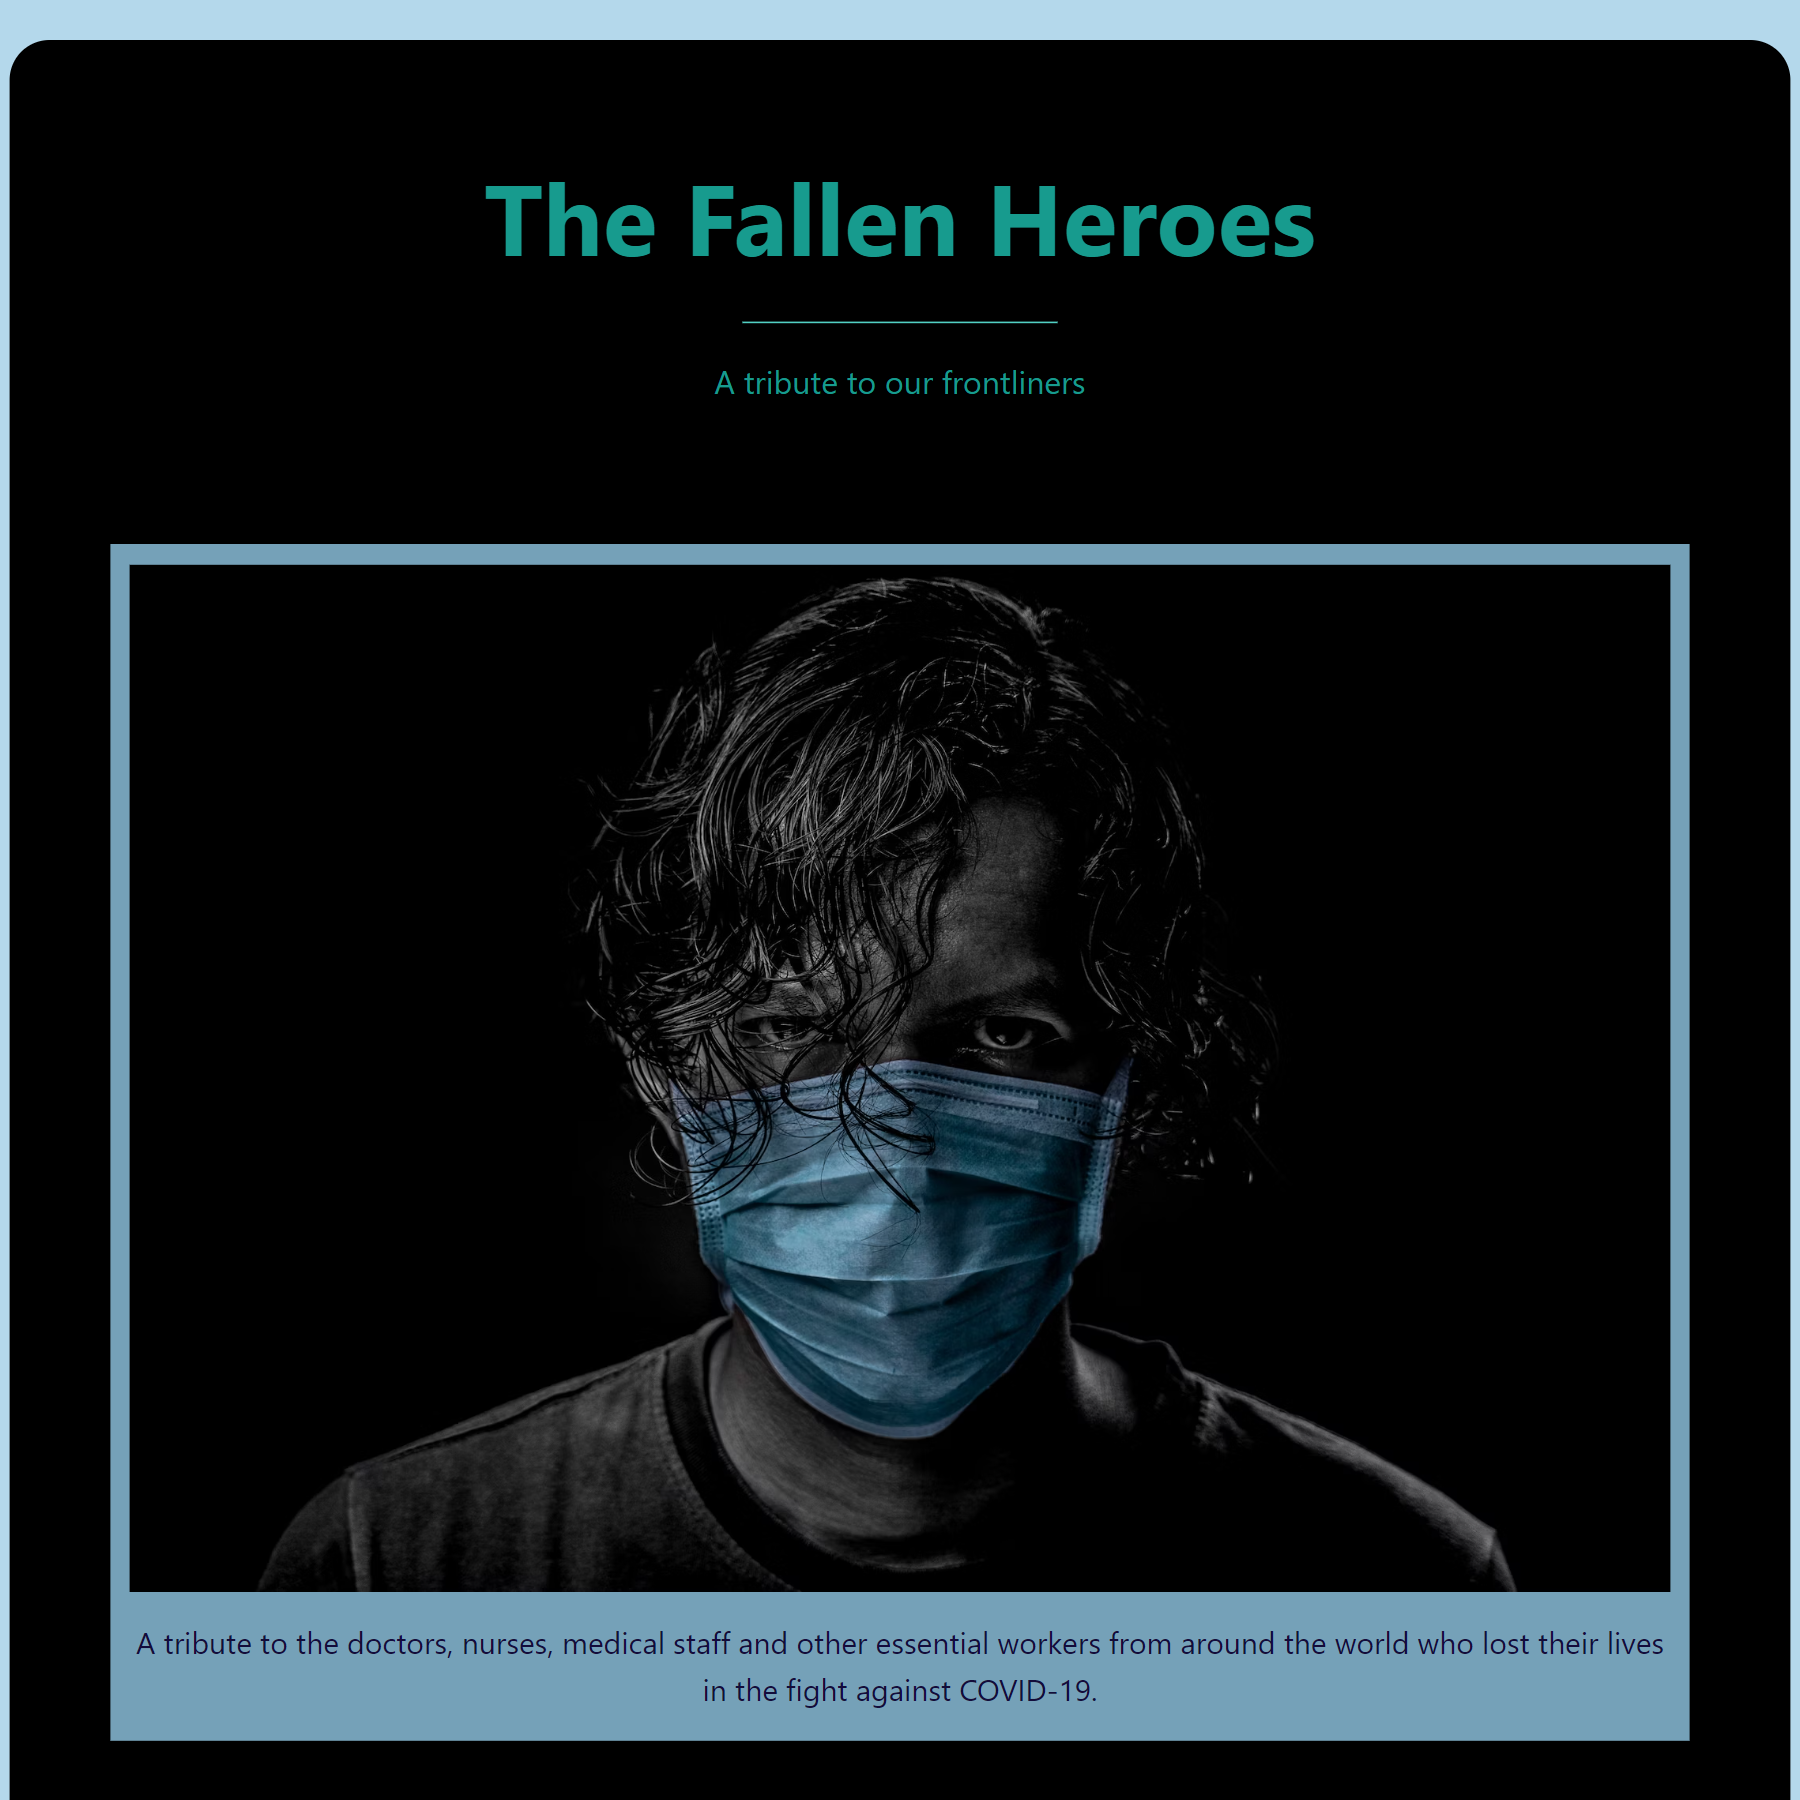 The Fallen Heroes
A tribute to our frontliners
A tribute to the doctors, nurses, medical staff and other essential workers from around the world who lost their lives
in the fight against COVID-19.